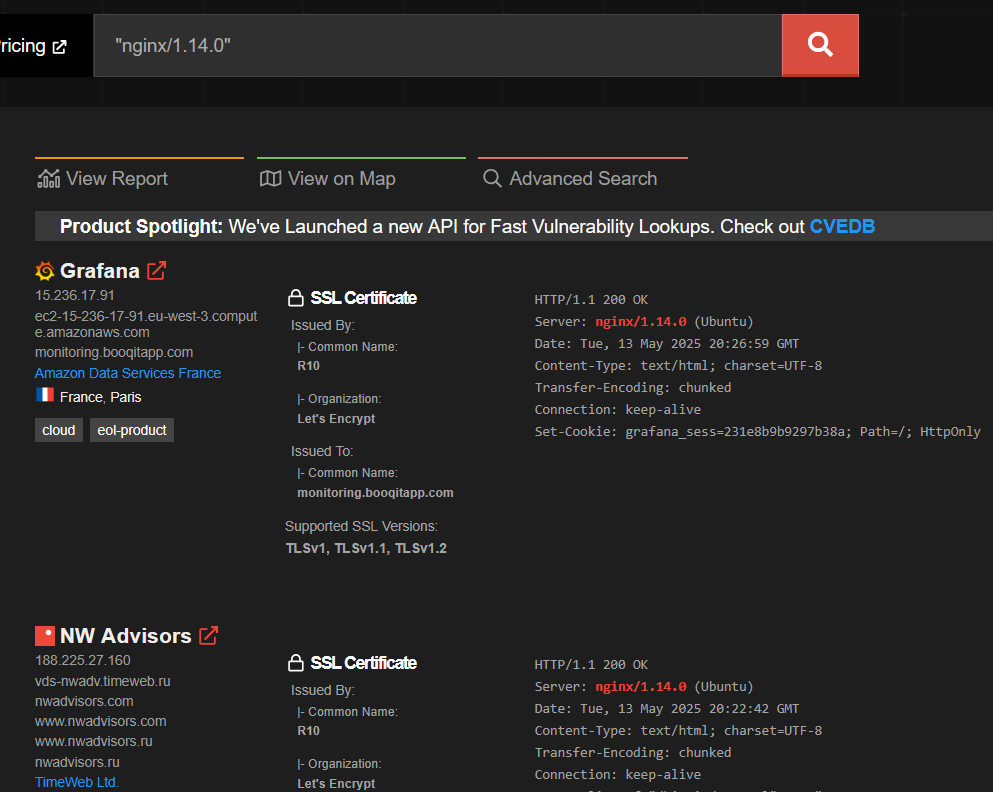 ricing
"nginx/1.14.0"
View Report
View on Map
Advanced Search
Product Spotlight: We've Launched a new API for Fast Vulnerability Lookups. Check out CVEDB
Grafana
15.236.17.91
ec2-15-236-17-91.eu-west-3.comput
e.amazonaws.com
monitoring.booqitapp.com
Amazon Data Services France
France, Paris
cloud
eol-product
SSL Certificate
Issued By:
|- Common Name:
R10
|- Organization:
Let's Encrypt
Issued To:
|- Common Name:
monitoring.booqitapp.com
Supported SSL Versions:
TLSv1, TLSv1.1, TLSv1.2
HTTP/1.1 200 OK
Server: nginx/1.14.0 (Ubuntu)
Date: Tue, 13 May 2025 20:26:59 GMT
Content-Type: text/html; charset=UTF-8
Transfer-Encoding: chunked
Connection: keep-alive
Set-Cookie: grafana_sess=231e8b9b9297b38a; Path=/; HttpOnly
NW Advisors
188.225.27.160
vds-nwadv.timeweb.ru
nwadvisors.com
www.nwadvisors.com
www.nwadvisors.ru
nwadvisors.ru
TimeWeb Ltd.
SSL Certificate
Issued By:
|- Common Name:
R10
|- Organization:
Let's Encrypt
HTTP/1.1 200 OK
Server: nginx/1.14.0 (Ubuntu)
Date: Tue, 13 May 2025 20:22:42 GMT
Content-Type: text/html; charset=UTF-8
Transfer-Encoding: chunked
Connection: keep-alive